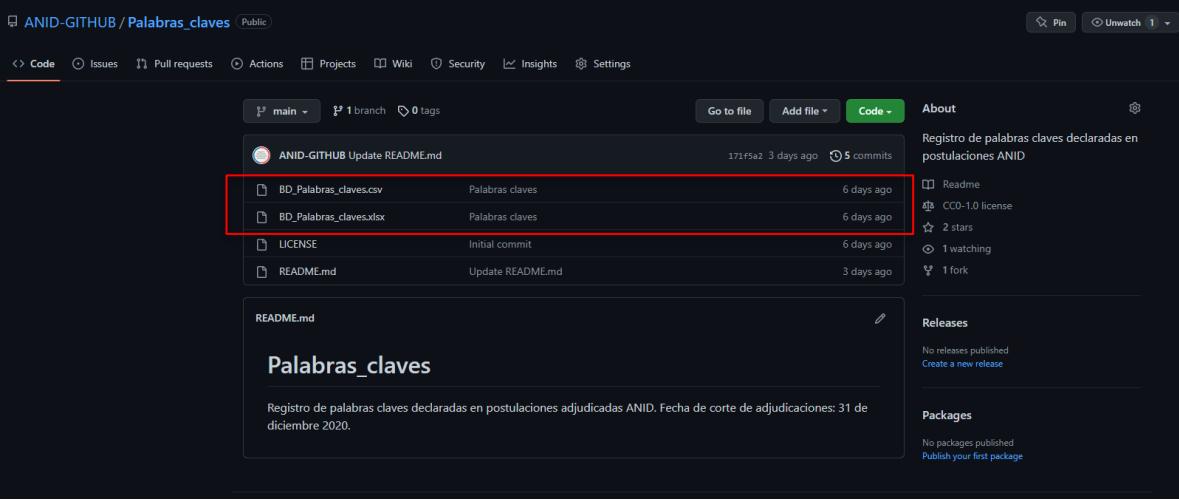 ANID-GITHUB / Palabras_claves Public
Pin
Unwatch 1
Code Issues Pull requests Actions Projects Wiki Security Insights Settings
main 1 branch 0 tags
Go to file Add file Code
ANID-GITHUB Update README.md 171f5a2 3 days ago 5 commits
BD_Palabras_claves.csv Palabras claves 6 days ago
BD_Palabras_claves.xlsx Palabras claves 6 days ago
LICENSE Initial commit 6 days ago
README.md Update README.md 3 days ago
README.md
Palabras_claves
Registro de palabras claves declaradas en postulaciones adjudicadas ANID. Fecha de corte de adjudicaciones: 31 de
diciembre 2020.
About
Registro de palabras claves declaradas en
postulaciones ANID
Readme
CC0-1.0 license
2 stars
1 watching
1 fork
Releases
No releases published
Create a new release
Packages
No packages published
Publish your first package